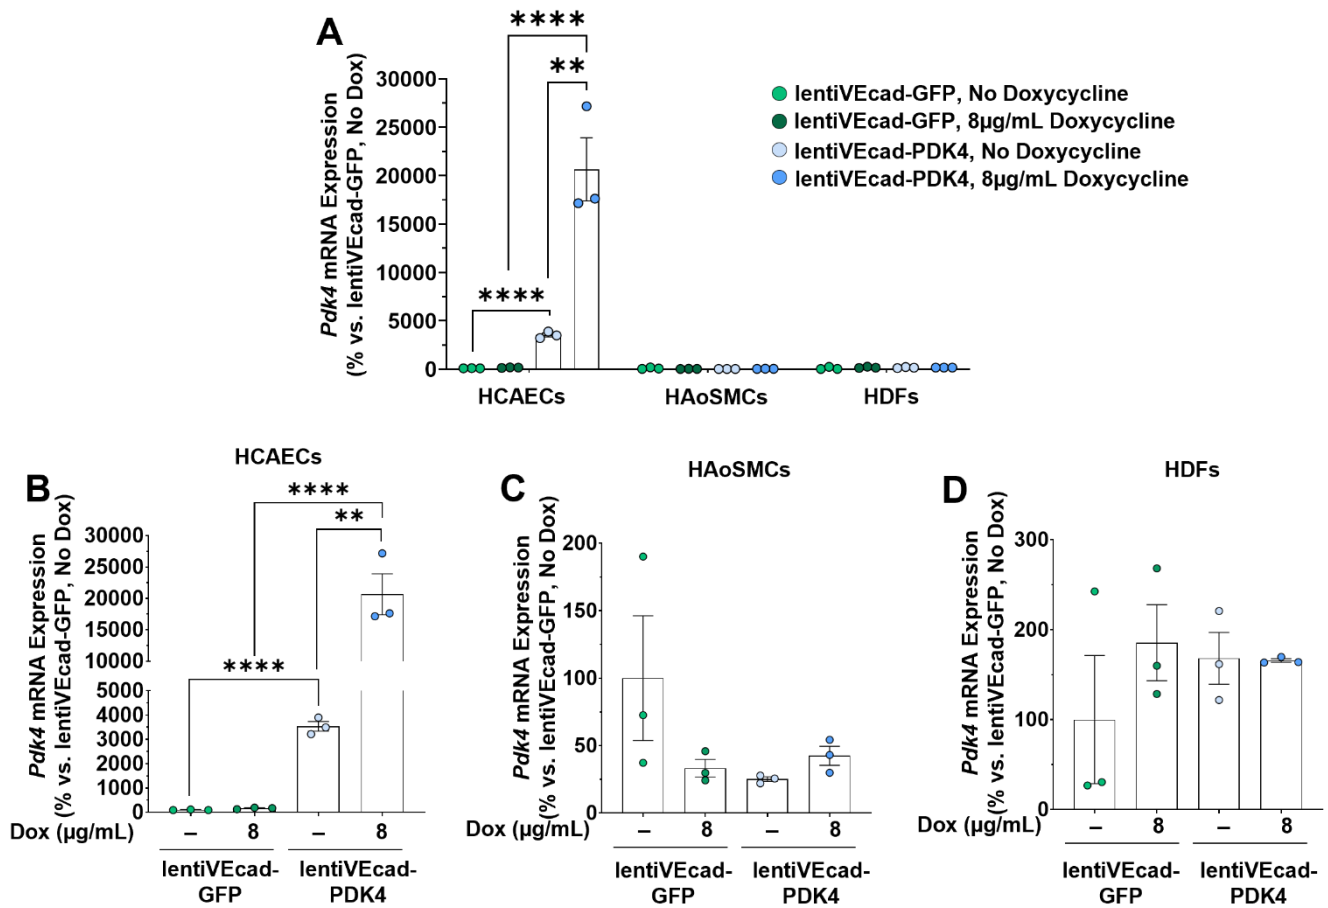 A
****
**
****
Pdk4 mRNA Expression
(% vs. lentiVEcad-GFP, No Dox)
30000
25000
20000
15000
10000
5000
0
HCAECs
HAoSMCs
HDFs
lentiVEcad-GFP, No Doxycycline
lentiVEcad-GFP, 8µg/mL Doxycycline
lentiVEcad-PDK4, No Doxycycline
lentiVEcad-PDK4, 8µg/mL Doxycycline
B
HCAECs
****
**
****
Pdk4 mRNA Expression
(% vs. lentiVEcad-GFP, No Dox)
30000
25000
20000
15000
10000
5000
4000
3000
2000
1000
0
Dox (µg/mL)
– 8 – 8
lentiVEcad-
GFP
lentiVEcad-
PDK4
C
HAoSMCs
Pdk4 mRNA Expression
(% vs. lentiVEcad-GFP, No Dox)
200
150
100
50
0
Dox (µg/mL)
– 8 – 8
lentiVEcad-
GFP
lentiVEcad-
PDK4
D
HDFs
Pdk4 mRNA Expression
(% vs. lentiVEcad-GFP, No Dox)
300
200
100
0
Dox (µg/mL)
– 8 – 8
lentiVEcad-
GFP
lentiVEcad-
PDK4